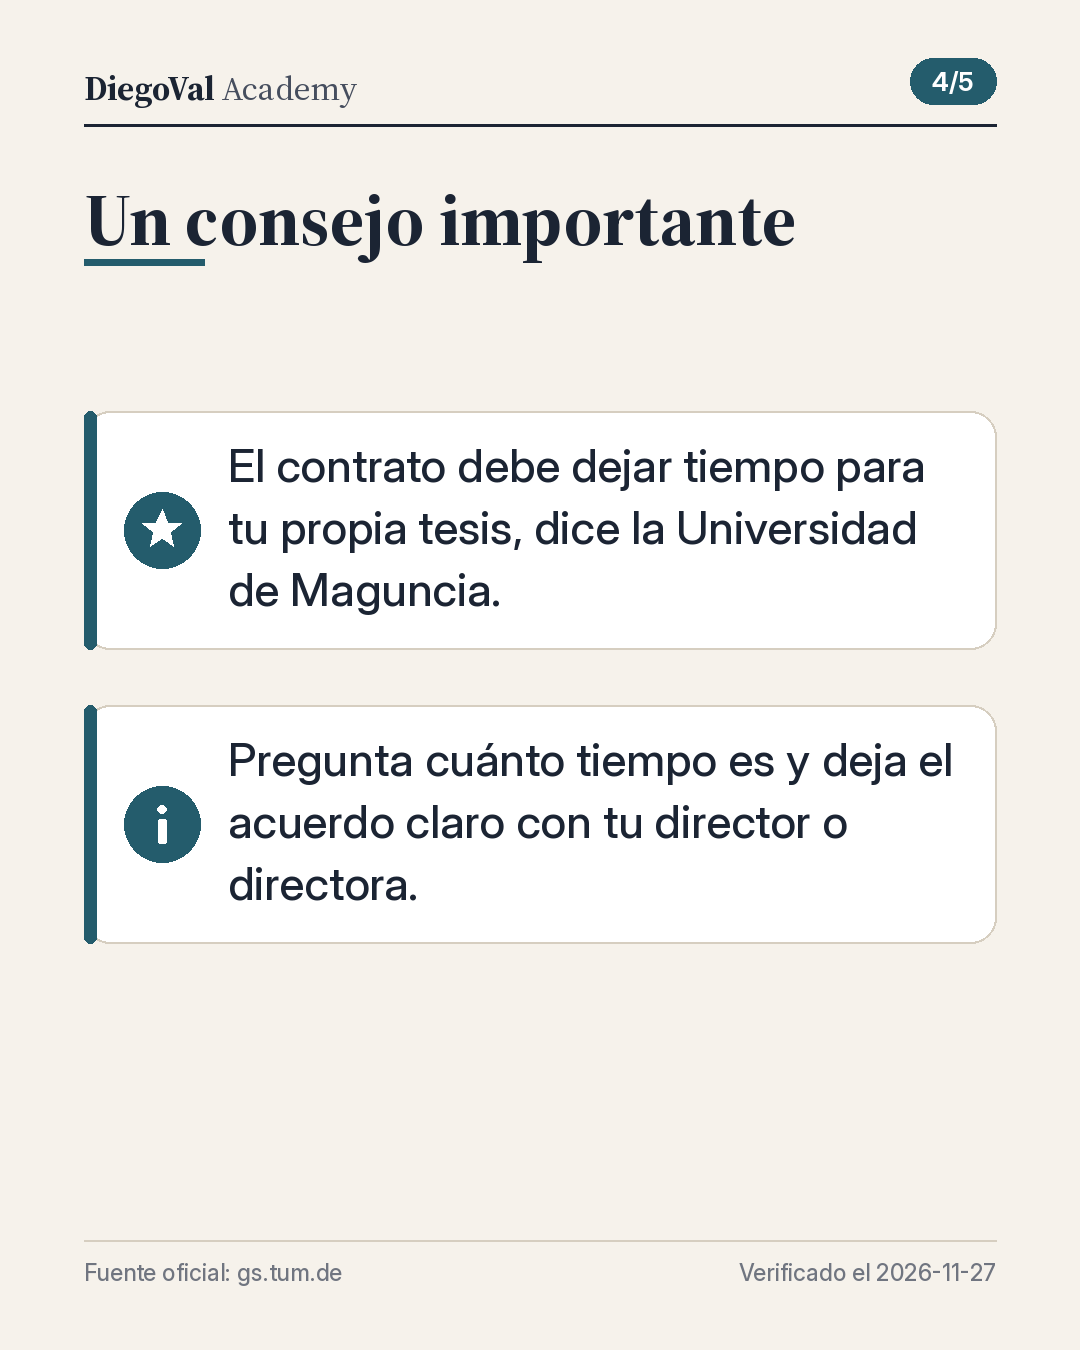 DiegoVal Academy
4/5
Un consejo importante
El contrato debe dejar tiempo para
tu propia tesis, dice la Universidad
de Maguncia.
Pregunta cuánto tiempo es y deja el
acuerdo claro con tu director o
directora.
Fuente oficial: gs.tum.de
Verificado el 2026-11-27